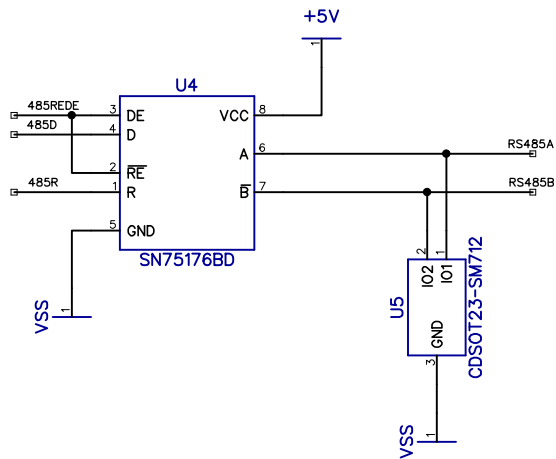 +5V
1
U4
485REDE
3
DE
VCC
8
485D
4
D
A
6
RS485A
2
RE
485R
1
R
B
7
RS485B
5
GND
SN75176BD
1
VSS
2
1
IO2
IO1
U5
CDSOT23-SM712
GND
3
1
VSS